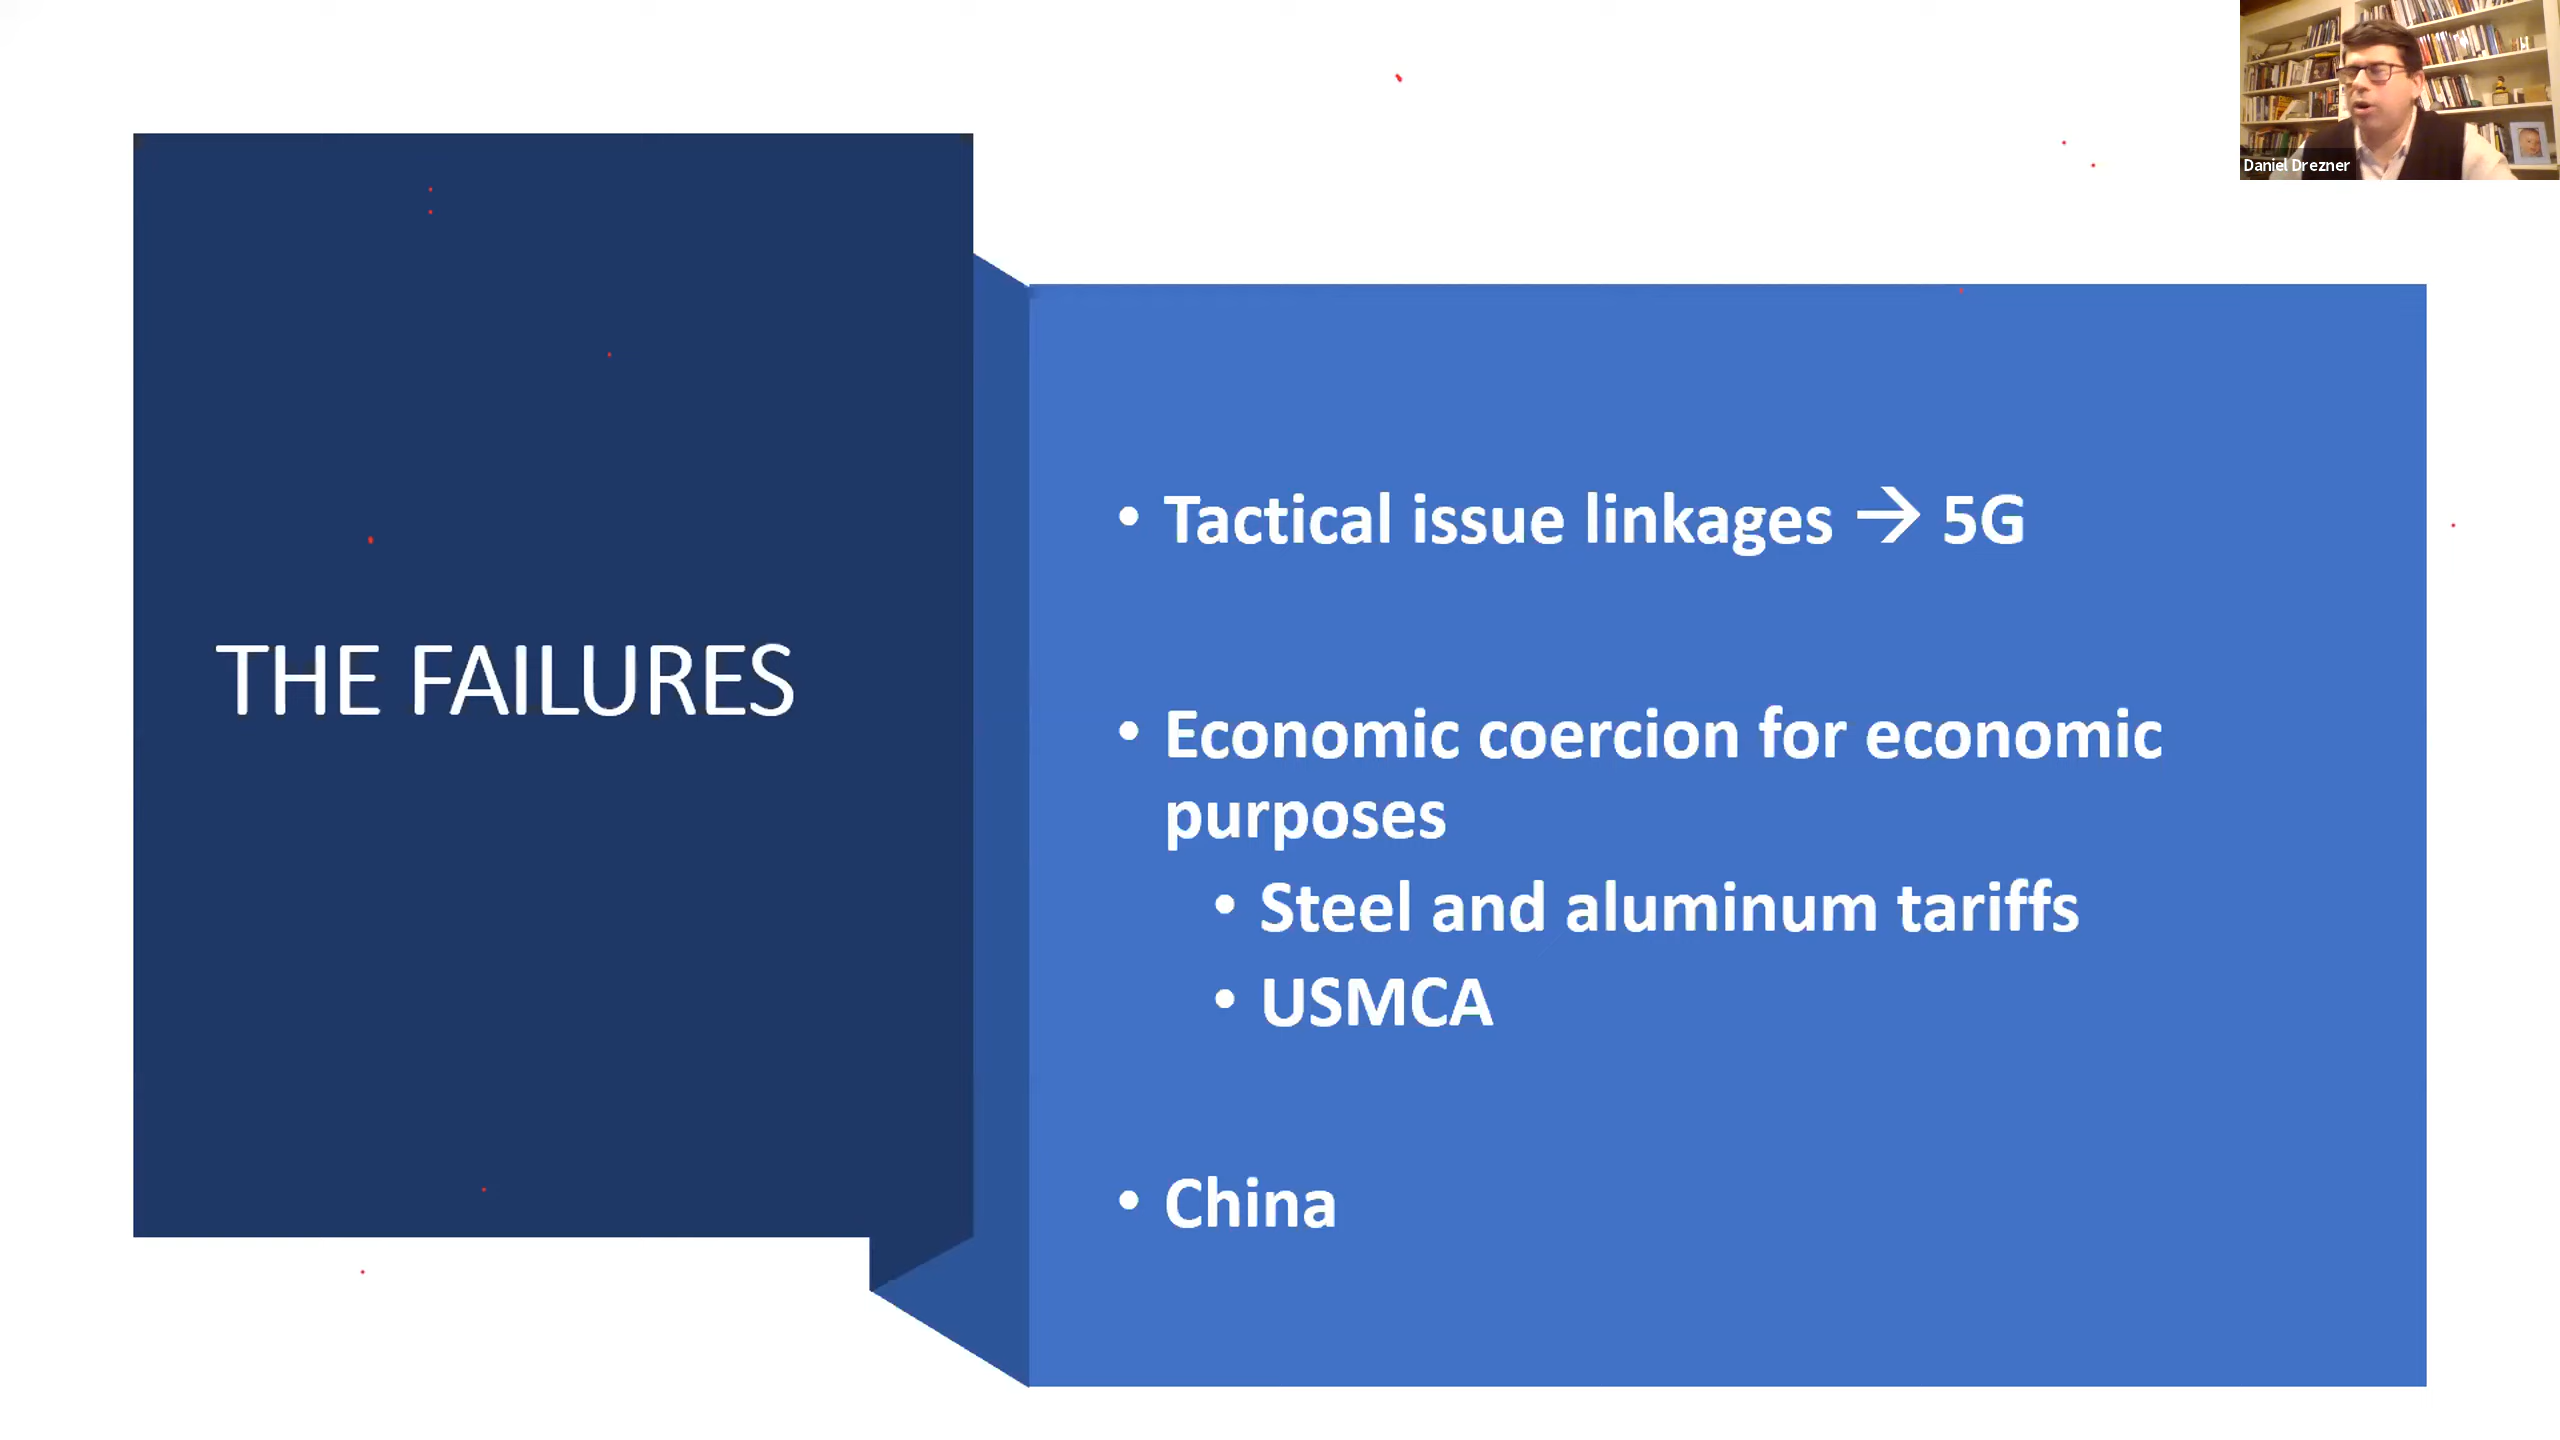 Daniel Drezner
THE FAILURES
• Tactical issue linkages → 5G
• Economic coercion for economic
purposes
• Steel and aluminum tariffs
• USMCA
• China